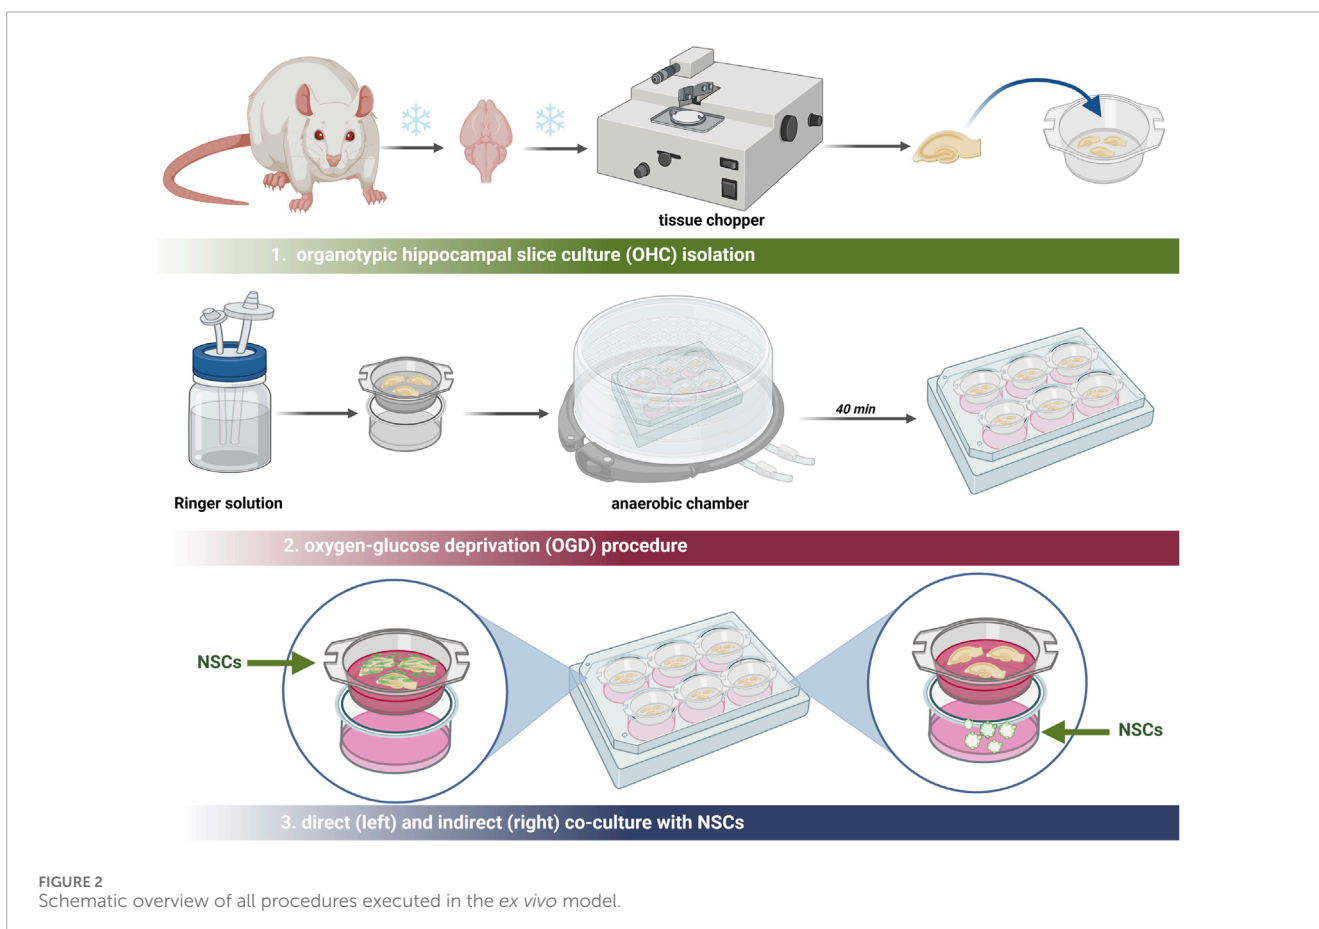 tissue chopper
1. organotypic hippocampal slice culture (OHC) isolation
40 min
Ringer solution
anaerobic chamber
2. oxygen-glucose deprivation (OGD) procedure
NSCs
NSCs
3. direct (left) and indirect (right) co-culture with NSCs
FIGURE 2
Schematic overview of all procedures executed in the ex vivo model.